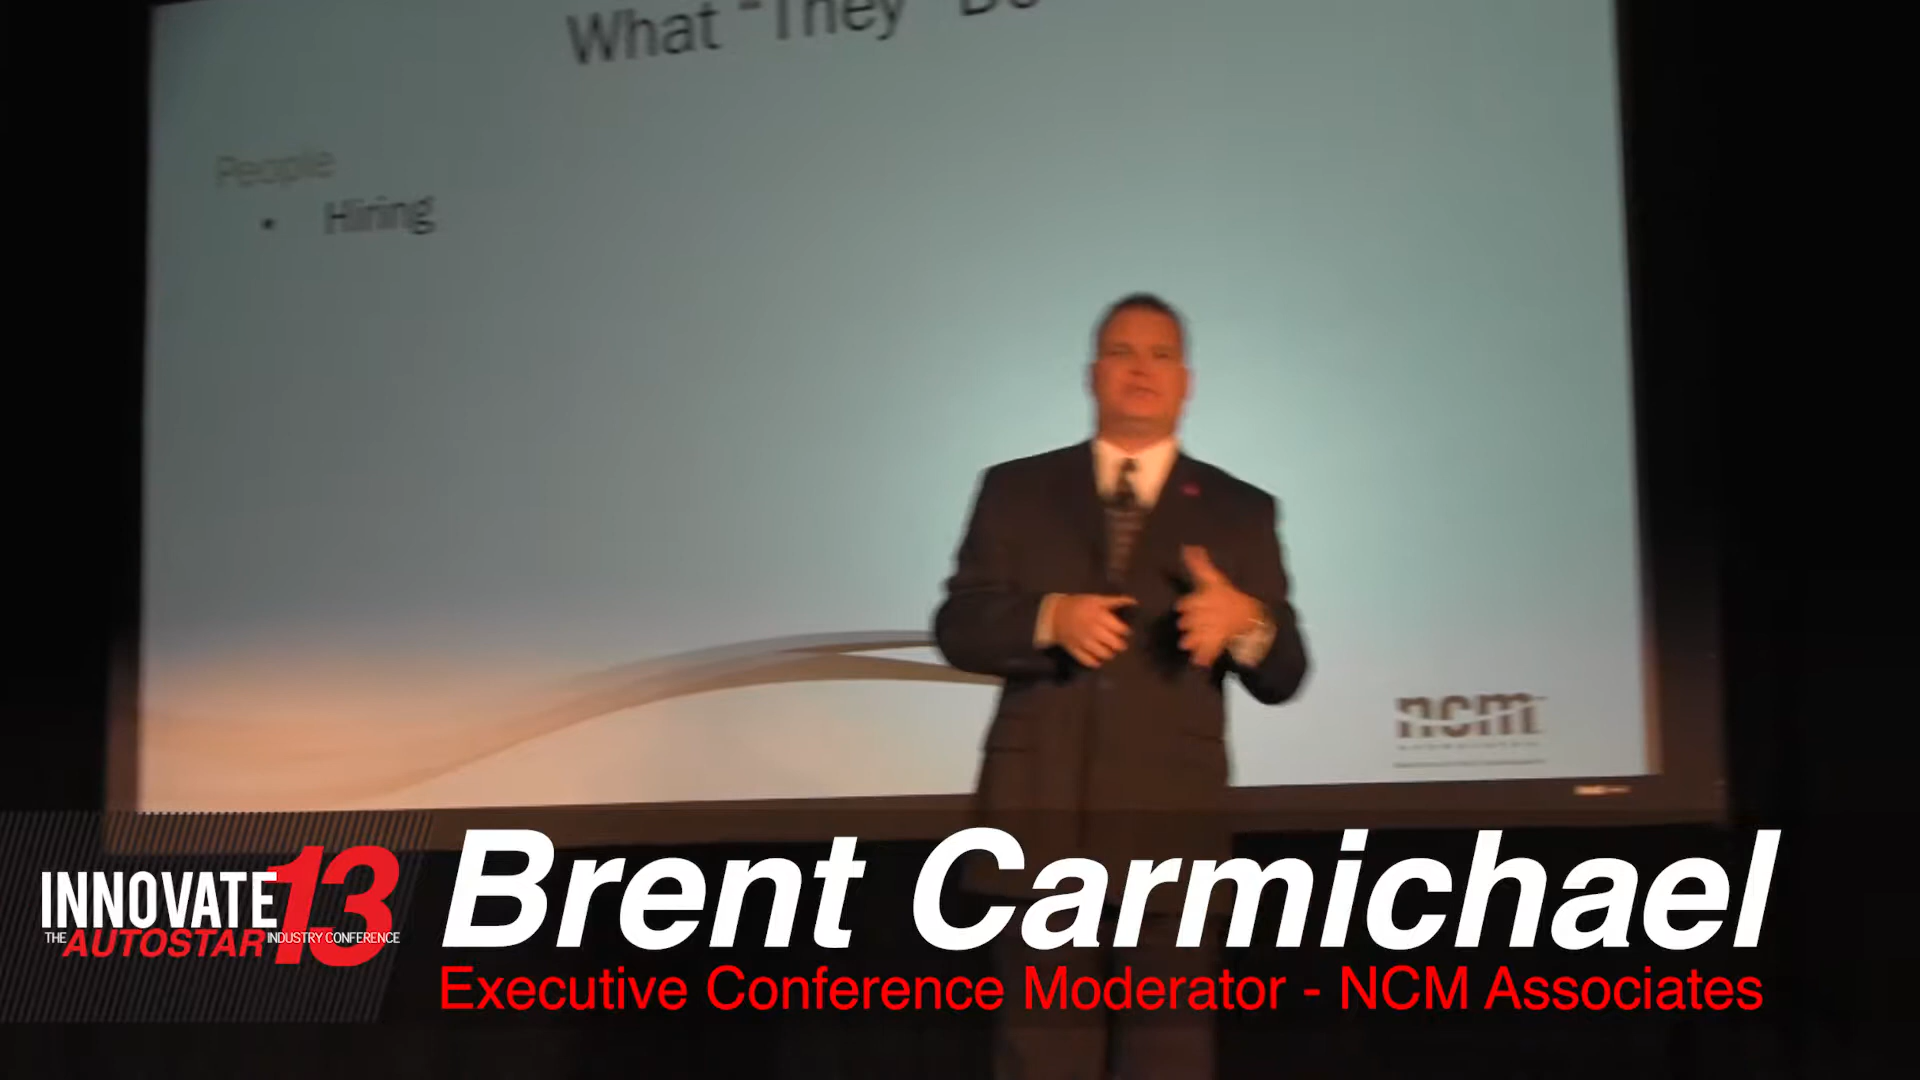 What "They" Do
People
• Hiring
ncm
INNOVATE 13
THE AUTOSTAR INDUSTRY CONFERENCE
Brent Carmichael
Executive Conference Moderator - NCM Associates